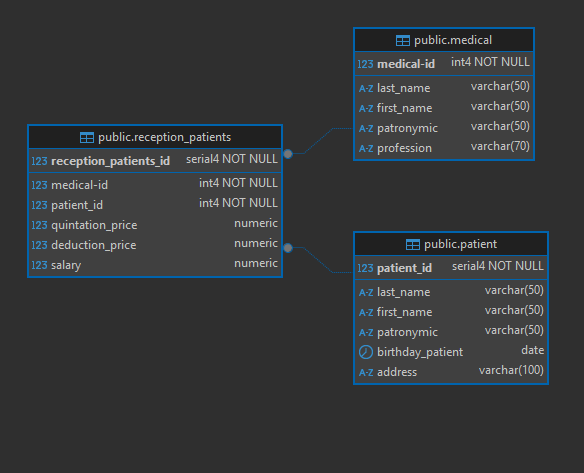 public.medical
123 medical-id int4 NOT NULL
A-Z last_name varchar(50)
A-Z first_name varchar(50)
A-Z patronymic varchar(50)
A-Z profession varchar(70)
public.reception_patients
123 reception_patients_id serial4 NOT NULL
123 medical-id int4 NOT NULL
123 patient_id int4 NOT NULL
123 quintation_price numeric
123 deduction_price numeric
123 salary numeric
public.patient
123 patient_id serial4 NOT NULL
A-Z last_name varchar(50)
A-Z first_name varchar(50)
A-Z patronymic varchar(50)
birthday_patient date
A-Z address varchar(100)